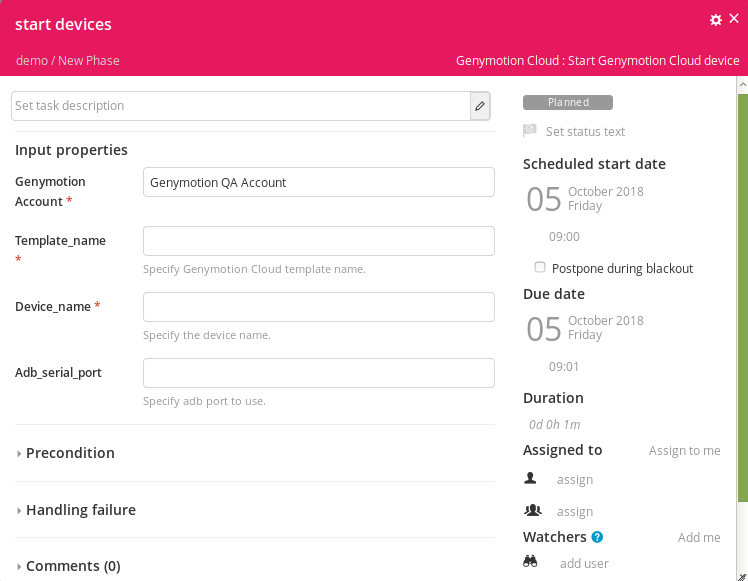 start devices
demo / New Phase
Genymotion Cloud : Start Genymotion Cloud device
Set task description
Input properties
Genymotion
Account *
Genymotion QA Account
Template_name
*
Specify Genymotion Cloud template name.
Device_name *
Specify the device name.
Adb_serial_port
Specify adb port to use.
Precondition
Handling failure
Comments (0)
Planned
Set status text
Scheduled start date
05
October 2018
Friday
09:00
Postpone during blackout
Due date
05
October 2018
Friday
09:01
Duration
0d 0h 1m
Assigned to
Assign to me
assign
assign
Watchers ?
Add me
add user